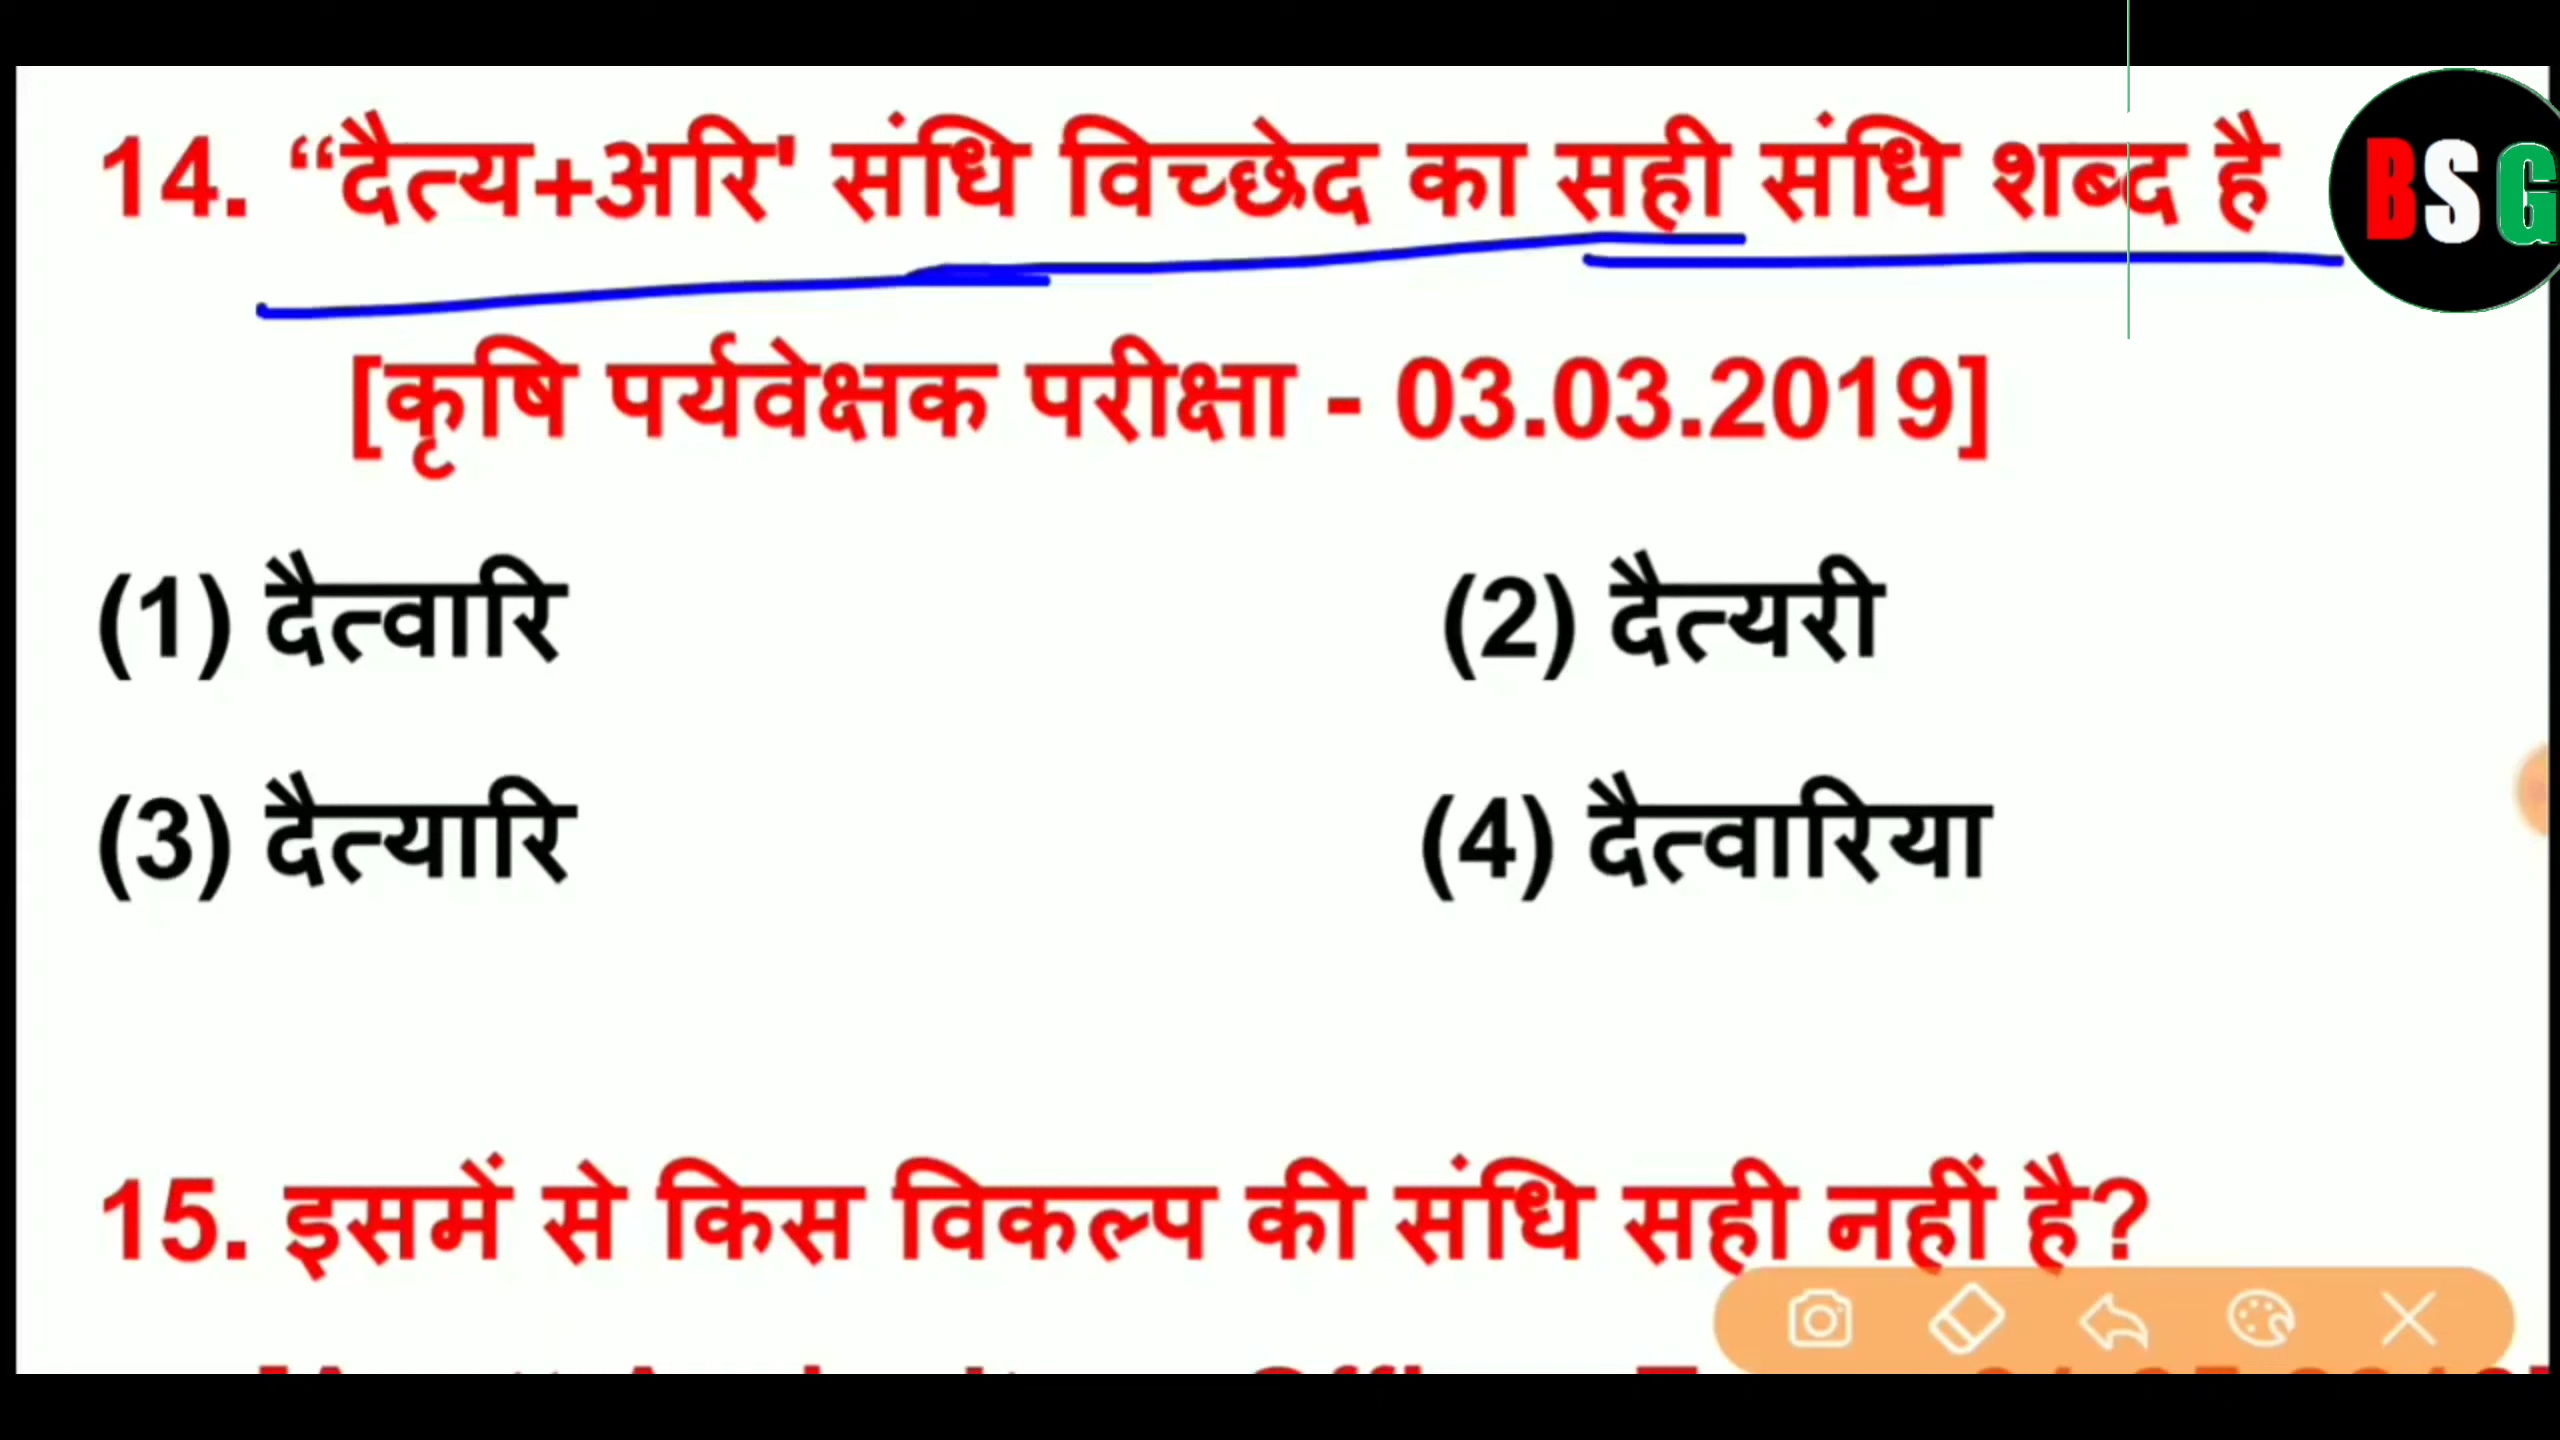 14. “दैत्य+अरि' संधि विच्छेद का सही संधि शब्द है
BSG
[कृषि पर्यवेक्षक परीक्षा - 03.03.2019]
(1) दैत्वारि (2) दैत्यरी
(3) दैत्यारि (4) दैत्वारिया
15. इसमें से किस विकल्प की संधि सही नहीं है?